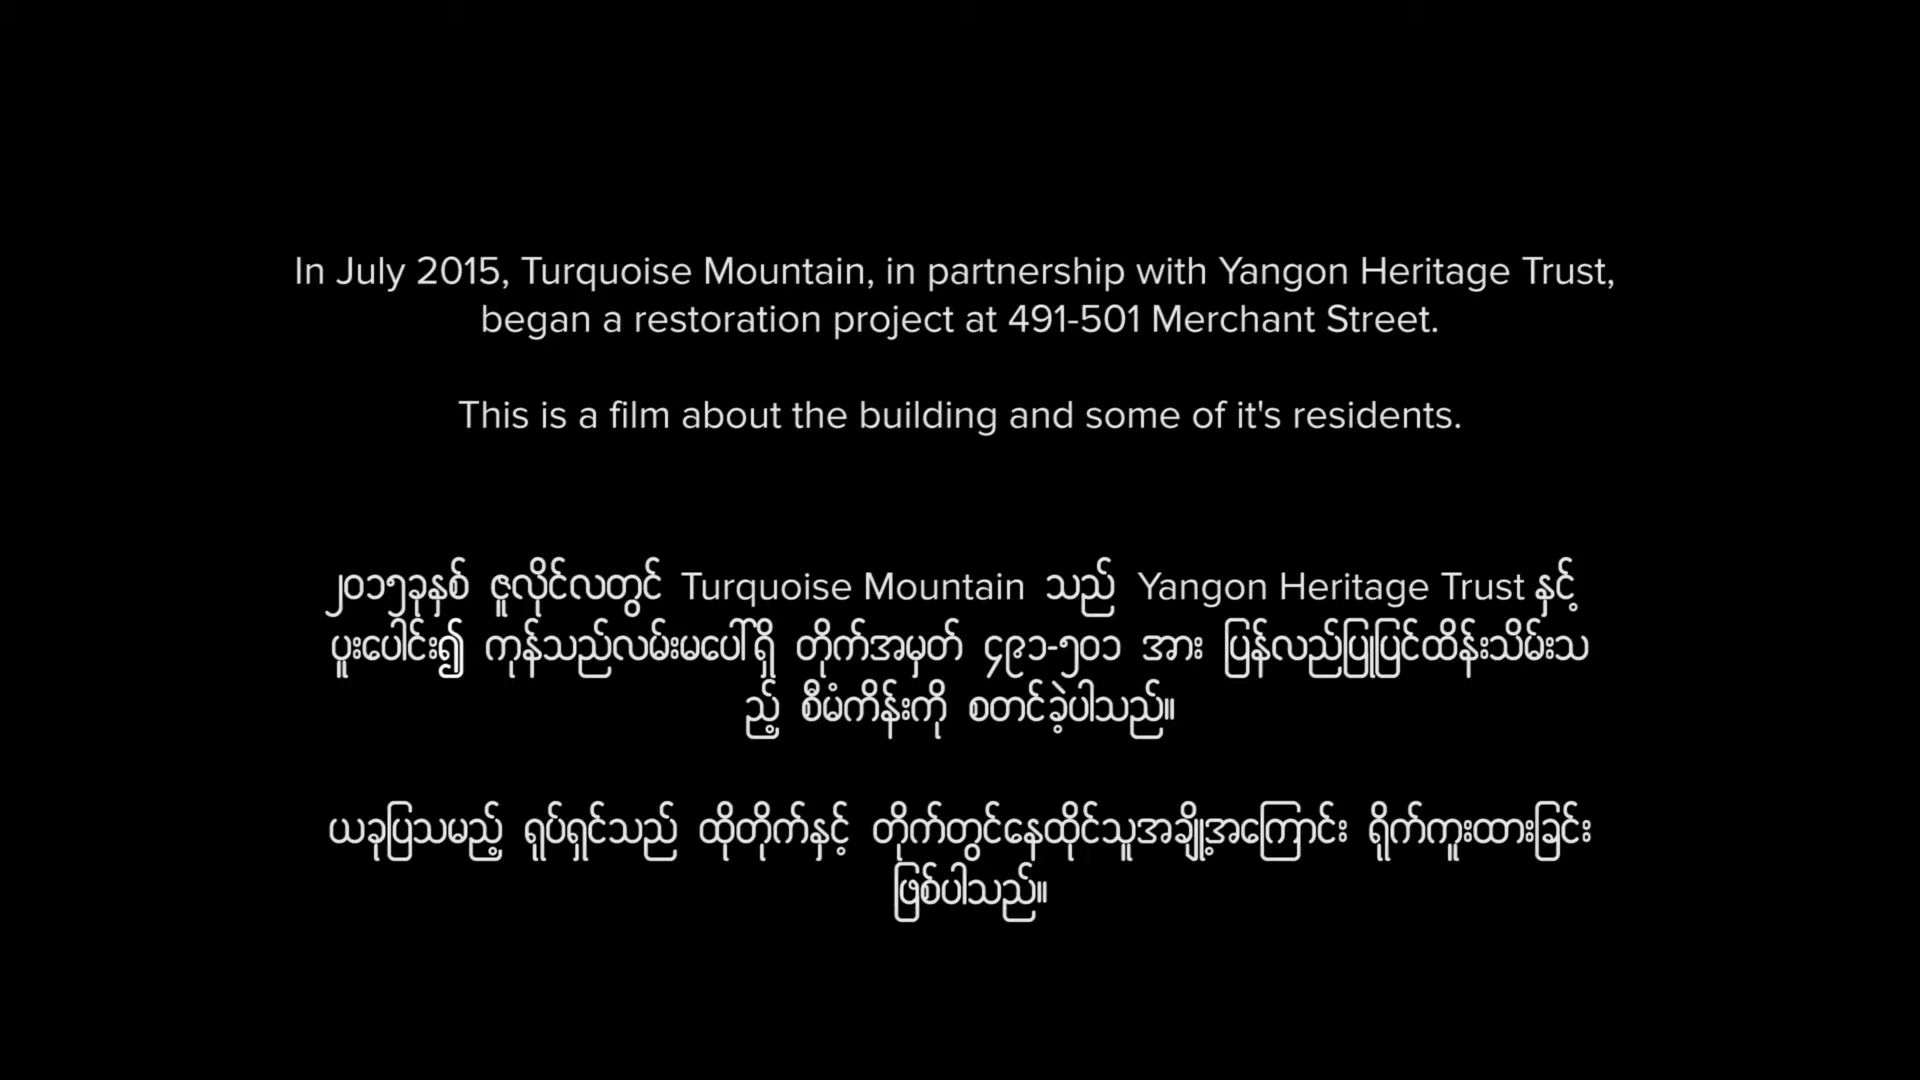 In July 2015, Turquoise Mountain, in partnership with Yangon Heritage Trust,
began a restoration project at 491-501 Merchant Street.
This is a film about the building and some of it's residents.
၂၀၁၅ခုနှစ် ဇူလိုင်လတွင် Turquoise Mountain သည် Yangon Heritage Trust နှင့်
ပူးပေါင်း၍ ကုန်သည်လမ်းမပေါ်ရှိ တိုက်အမှတ် ၄၉၁-၅၀၁ အား ပြန်လည်ပြုပြင်ထိန်းသိမ်းသ
ည့် စီမံကိန်းကို စတင်ခဲ့ပါသည်။
ယခုပြသမည့် ရုပ်ရှင်သည် ထိုတိုက်နှင့် တိုက်တွင်နေထိုင်သူအချို့အကြောင်း ရိုက်ကူးထားခြင်း
ဖြစ်ပါသည်။